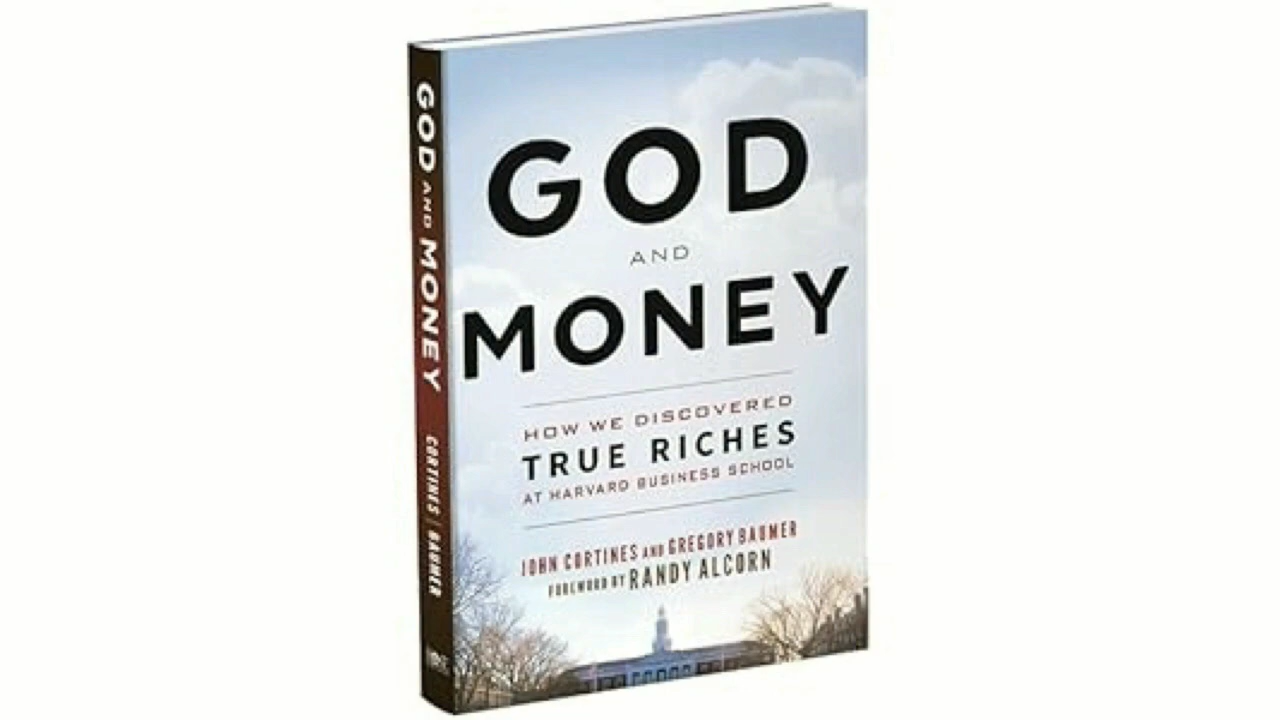 GOD AND MONEY CORTINES | BAUMER
GOD
AND
MONEY
HOW WE DISCOVERED
TRUE RICHES
AT HARVARD BUSINESS SCHOOL
JOHN CORTINES AND GREGORY BAUMER
FOREWORD BY RANDY ALCORN